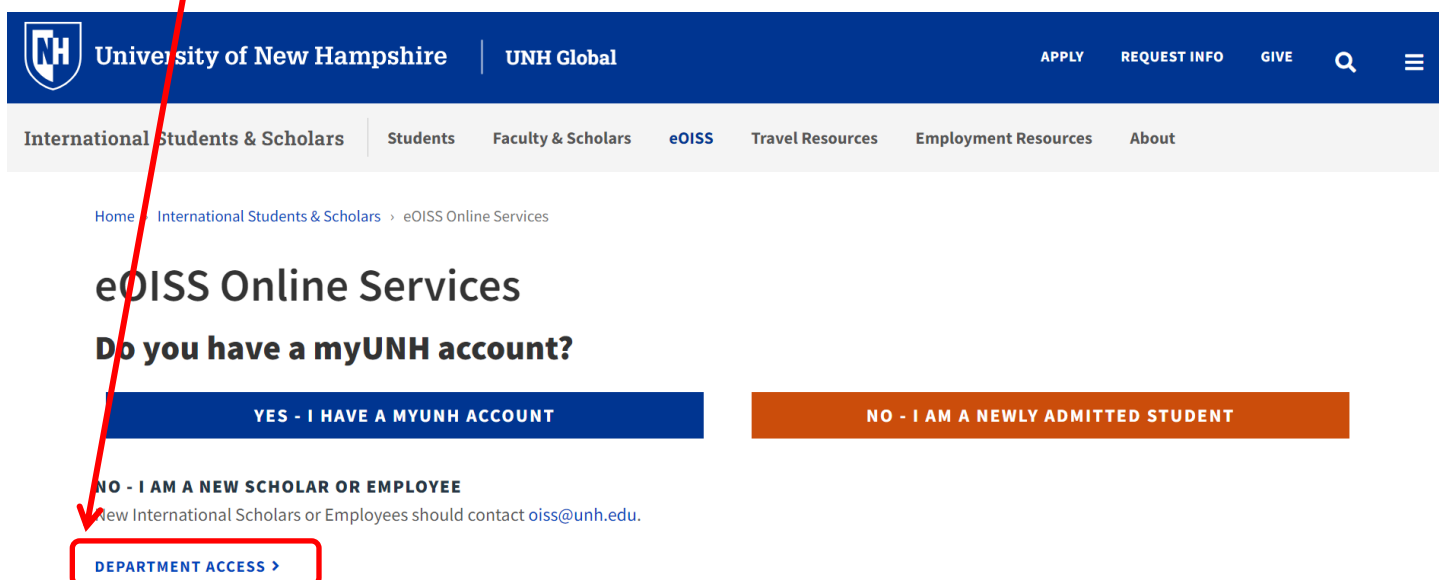 NH University of New Hampshire UNH Global APPLY REQUEST INFO GIVE
International Students & Scholars Students Faculty & Scholars eOISS Travel Resources Employment Resources About
Home › International Students & Scholars › eOISS Online Services
eOISS Online Services
Do you have a myUNH account?
YES - I HAVE A MYUNH ACCOUNT NO - I AM A NEWLY ADMITTED STUDENT
NO - I AM A NEW SCHOLAR OR EMPLOYEE
New International Scholars or Employees should contact oiss@unh.edu.
DEPARTMENT ACCESS >